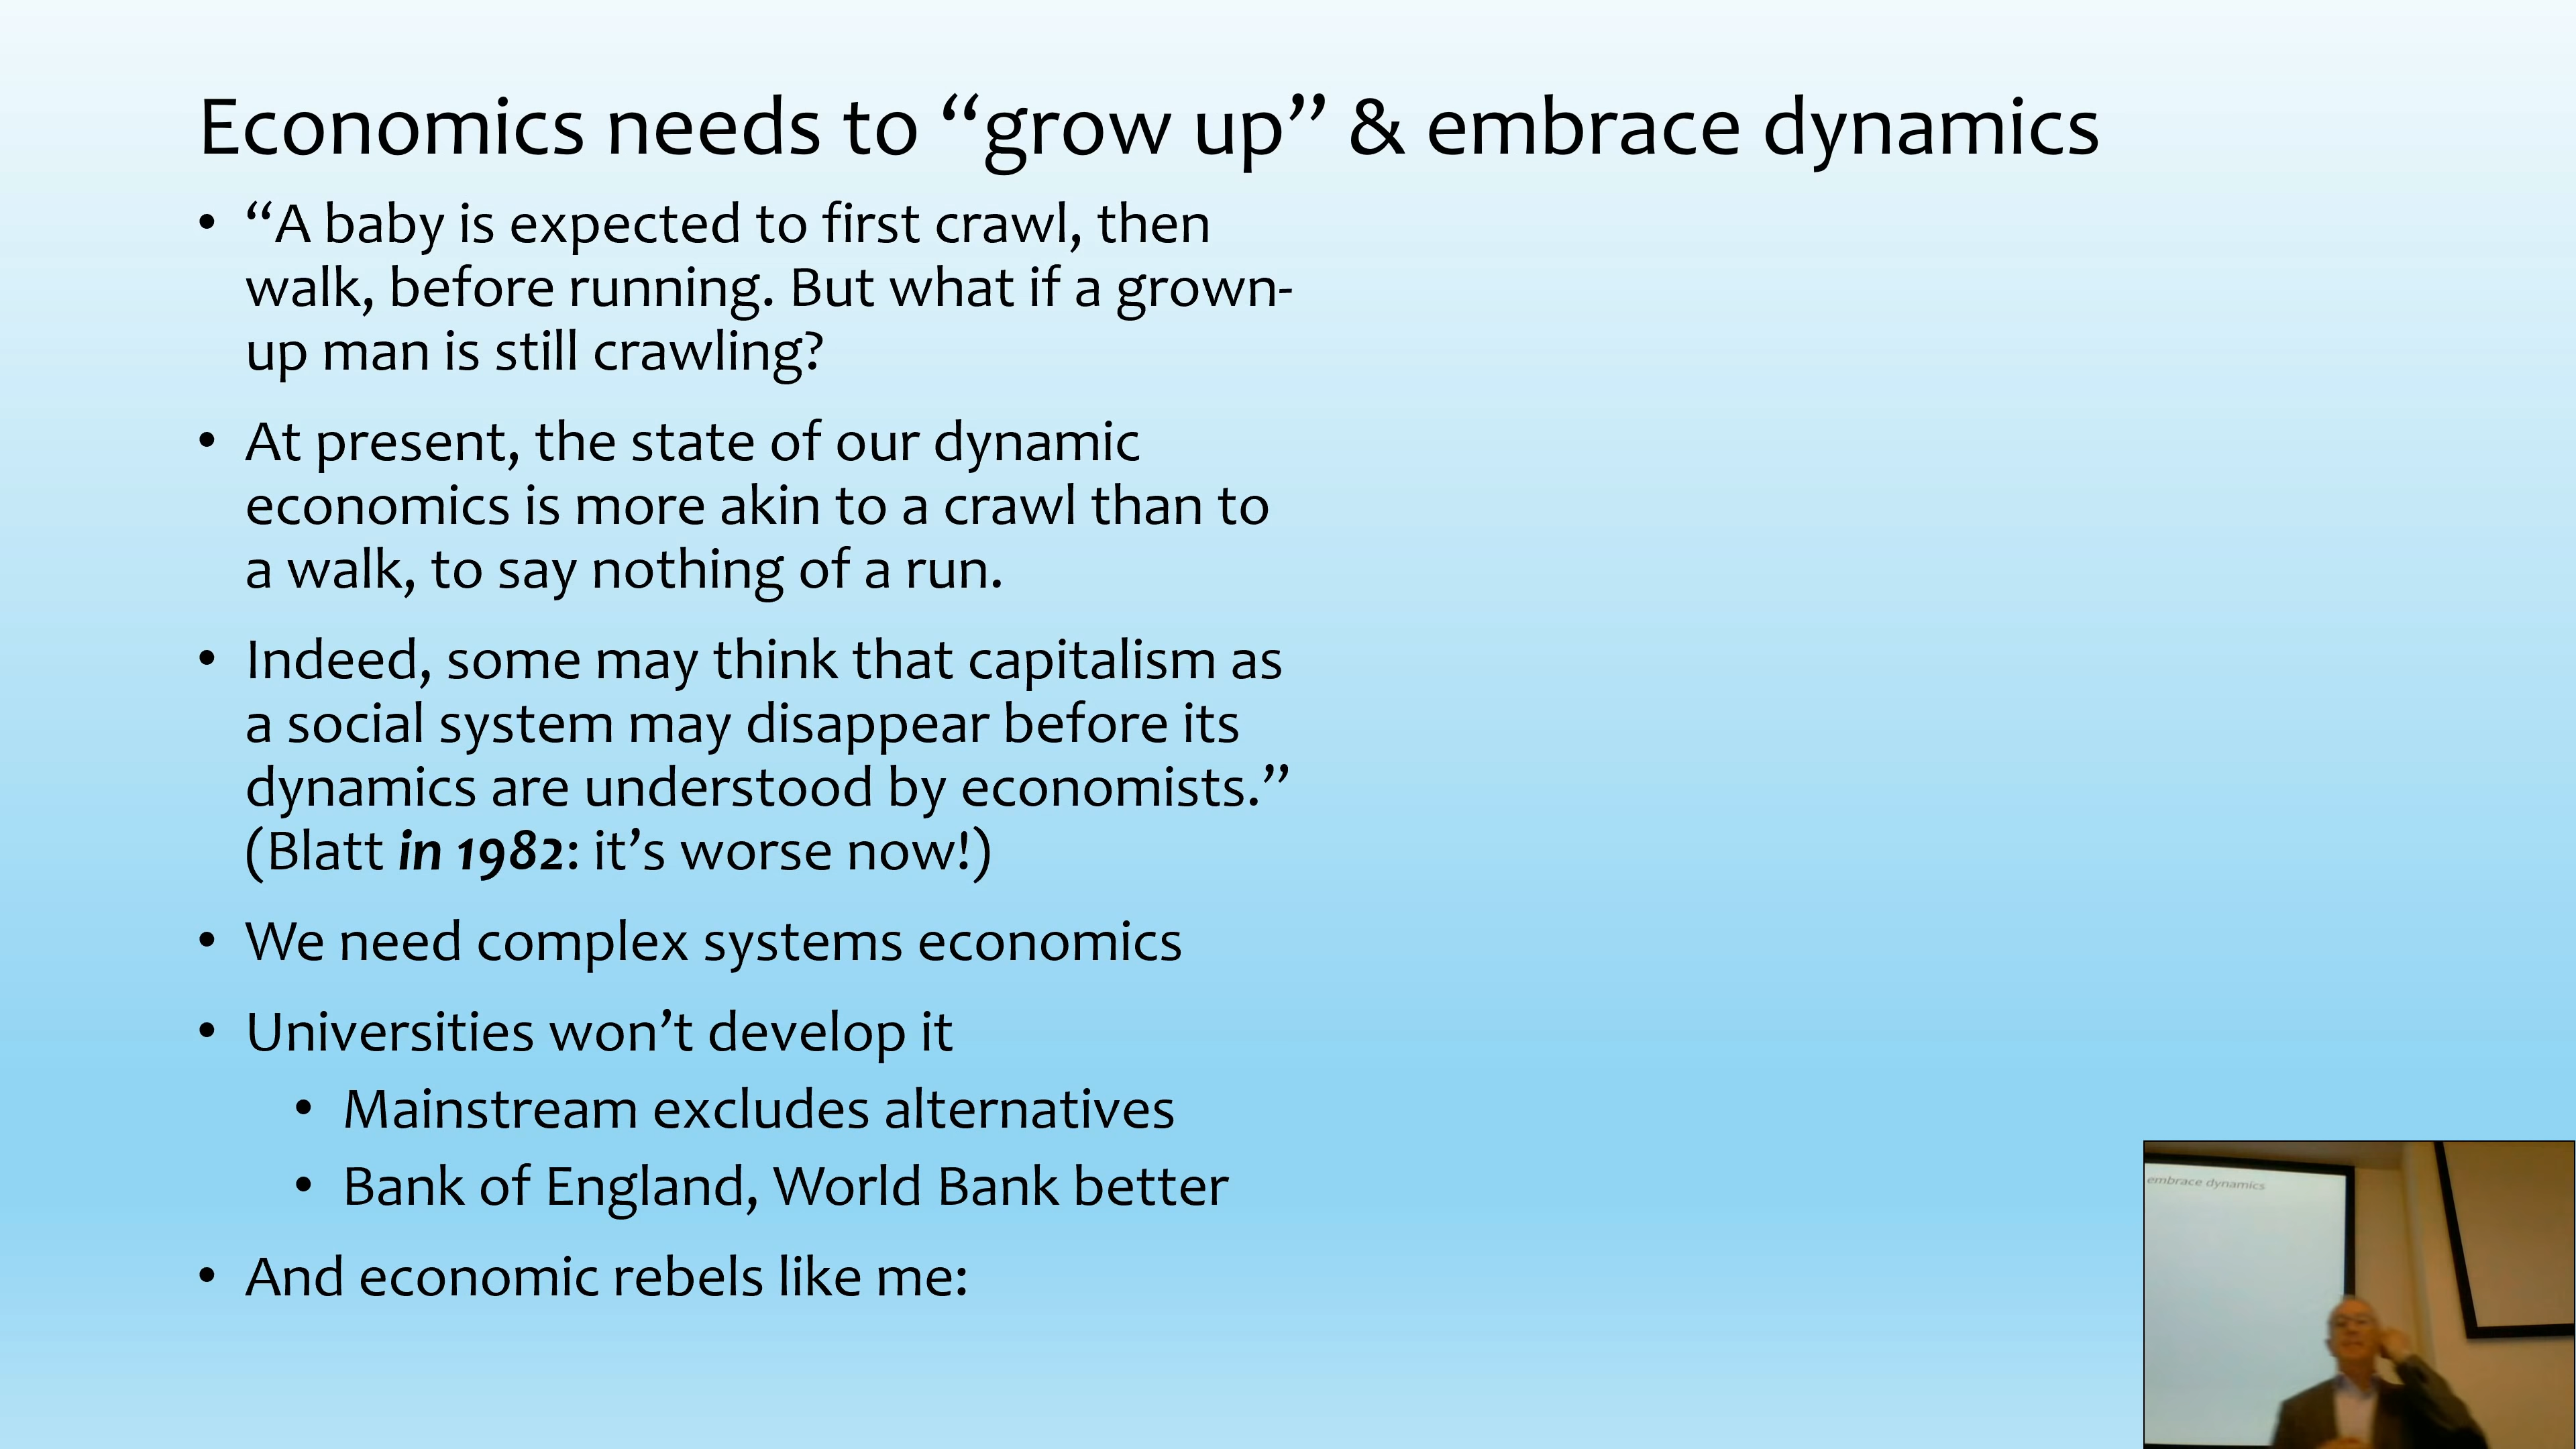 Economics needs to “grow up” & embrace dynamics
• “A baby is expected to first crawl, then
walk, before running. But what if a grown-
up man is still crawling?
• At present, the state of our dynamic
economics is more akin to a crawl than to
a walk, to say nothing of a run.
• Indeed, some may think that capitalism as
a social system may disappear before its
dynamics are understood by economists.”
(Blatt in 1982: it’s worse now!)
• We need complex systems economics
• Universities won’t develop it
• Mainstream excludes alternatives
• Bank of England, World Bank better
• And economic rebels like me:
embrace dynamics